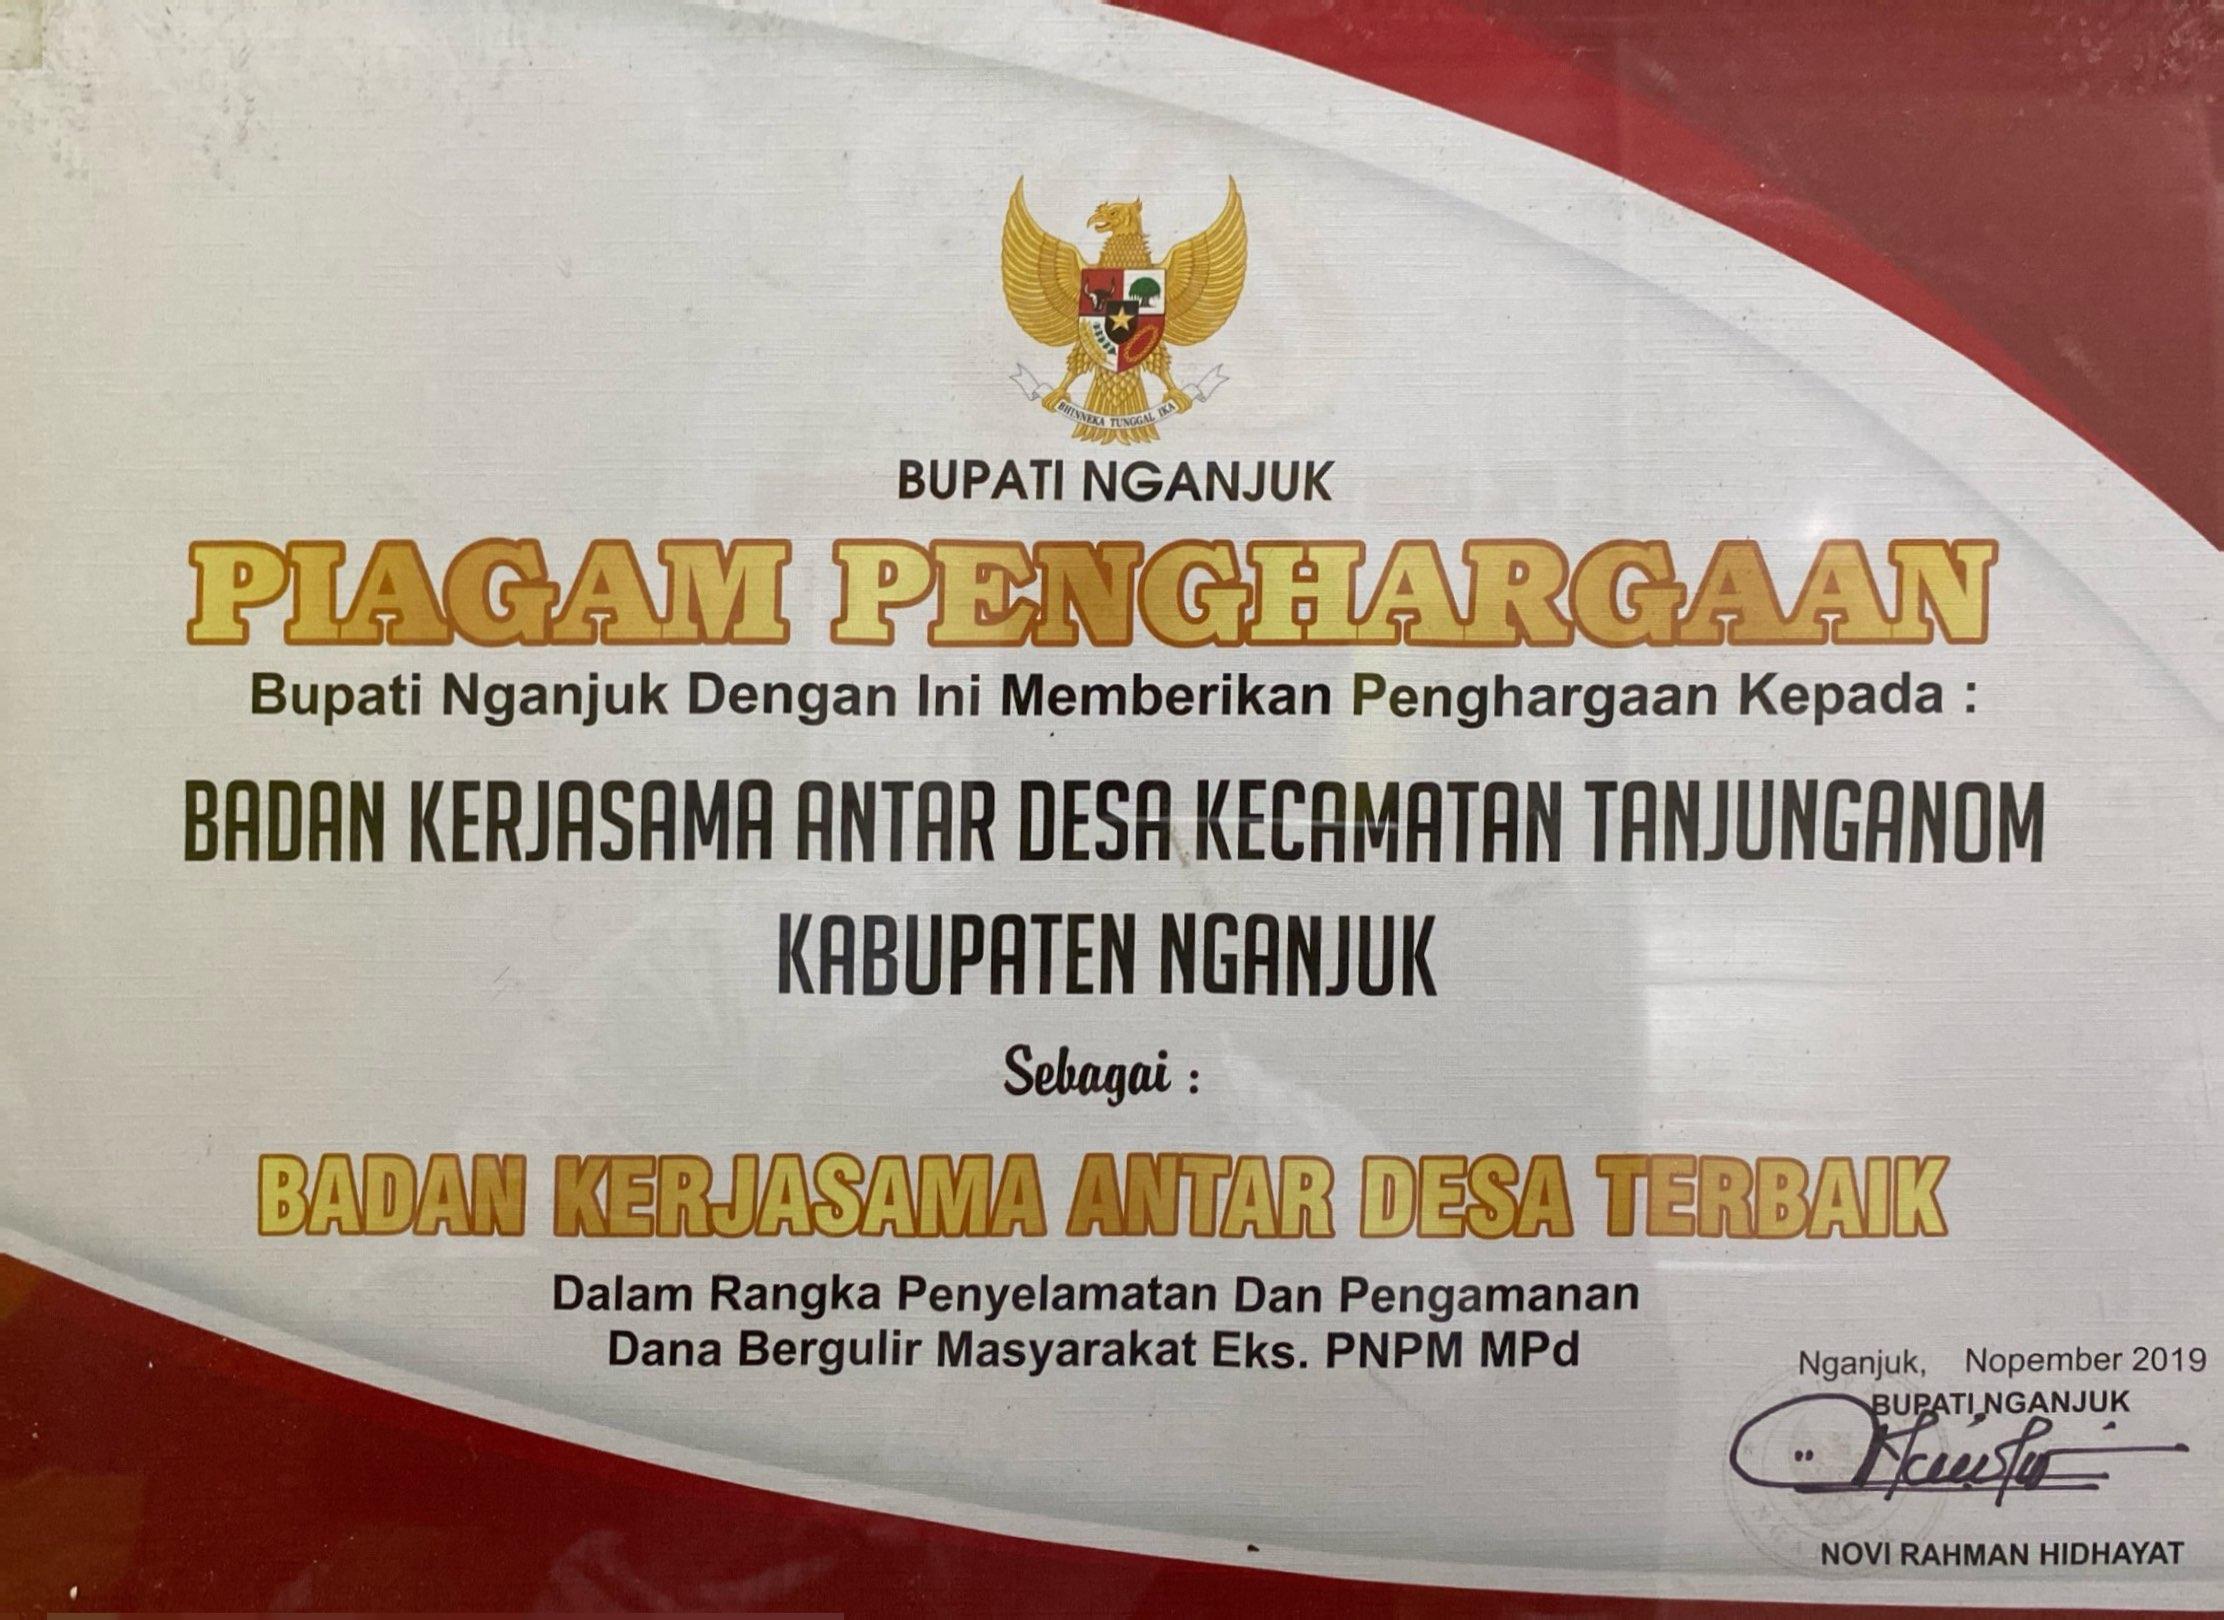 BHINNEKA TUNGGAL IKA
BUPATI NGANJUK
PIAGAM PENGHARGAAN
Bupati Nganjuk Dengan Ini Memberikan Penghargaan Kepada :
BADAN KERJASAMA ANTAR DESA KECAMATAN TANJUNGANOM
KABUPATEN NGANJUK
Sebagai :
BADAN KERJASAMA ANTAR DESA TERBAIK
Dalam Rangka Penyelamatan Dan Pengamanan
Dana Bergulir Masyarakat Eks. PNPM MPd
Nganjuk, Nopember 2019
BUPATI NGANJUK
NOVI RAHMAN HIDHAYAT